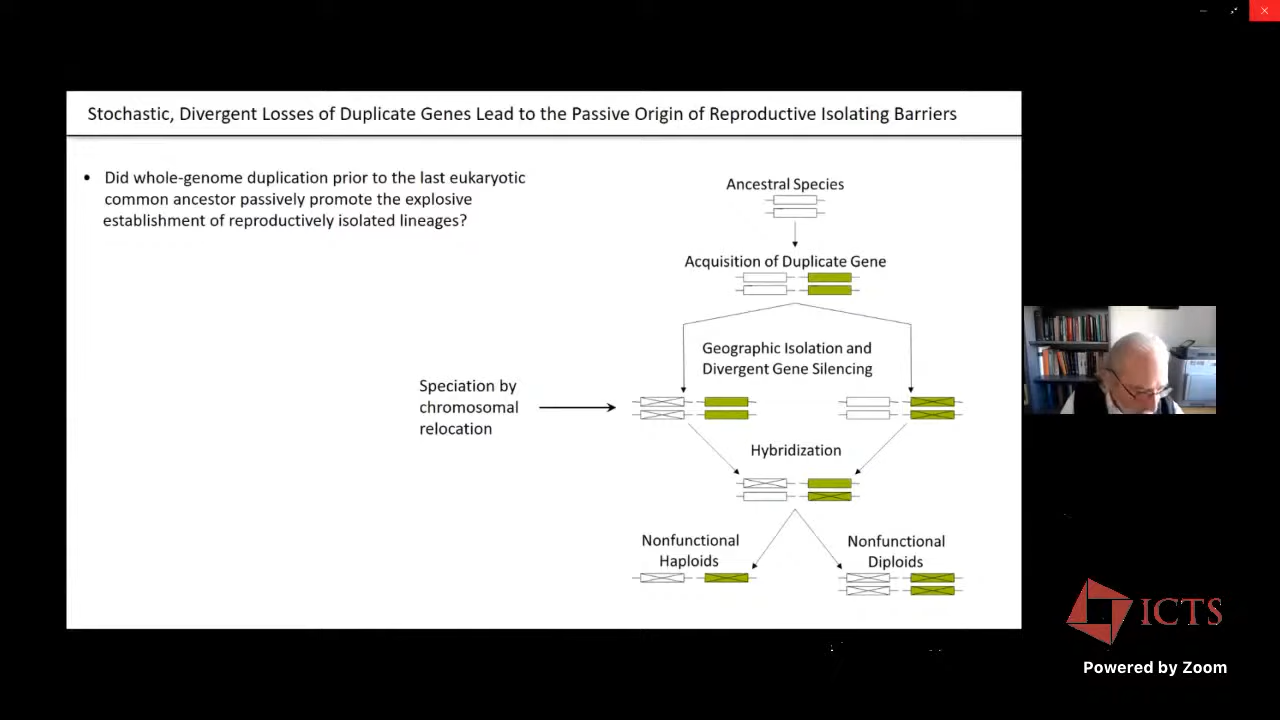 Stochastic, Divergent Losses of Duplicate Genes Lead to the Passive Origin of Reproductive Isolating Barriers
• Did whole-genome duplication prior to the last eukaryotic
common ancestor passively promote the explosive
establishment of reproductively isolated lineages?
Ancestral Species
Acquisition of Duplicate Gene
Geographic Isolation and
Divergent Gene Silencing
Speciation by
chromosomal
relocation
Hybridization
Nonfunctional
Haploids
Nonfunctional
Diploids
ICTS
Powered by Zoom